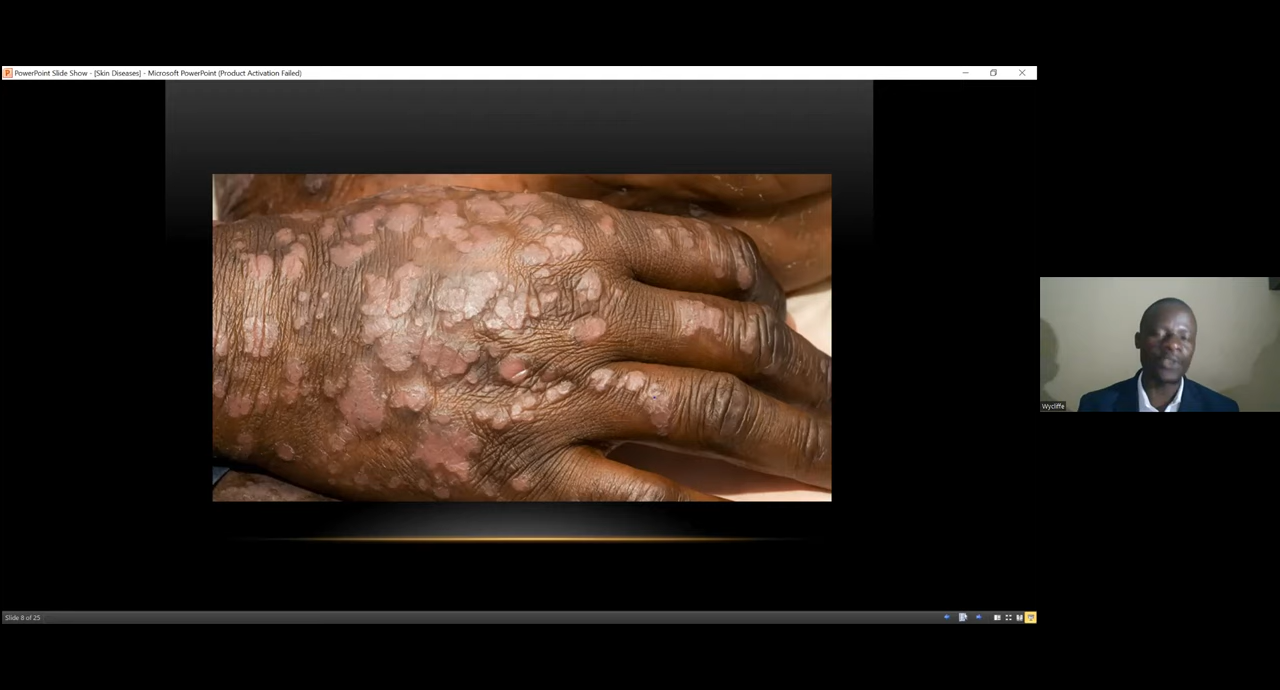 PowerPoint Slide Show - [Skin Diseases] - Microsoft PowerPoint (Product Activation Failed)
Wycliffe
Slide 8 of 25